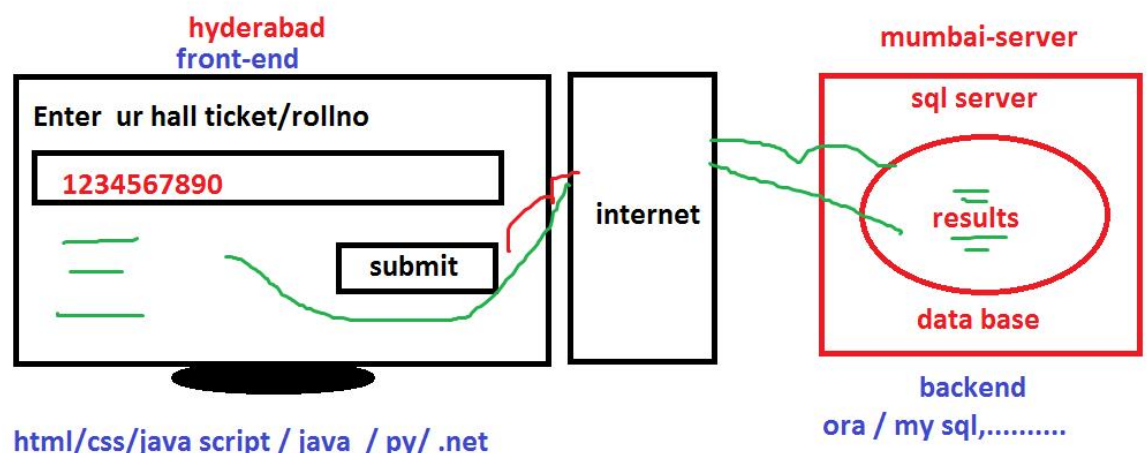 hyderabad
front-end
Enter ur hall ticket/rollno
1234567890
submit
html/css/java script / java / py/ .net
internet
mumbai-server
sql server
results
data base
backend
ora / my sql,..........